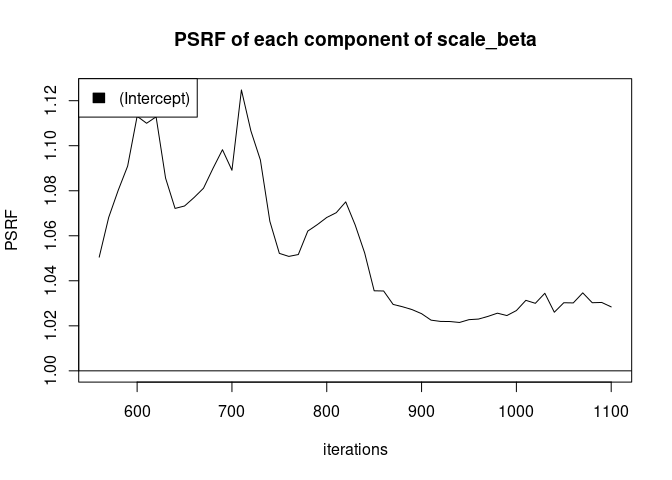 PSRF of each component of scale_beta
(Intercept)
PSRF
1.12
1.10
1.08
1.06
1.04
1.02
1.00
600 700 800 900 1000 1100
iterations